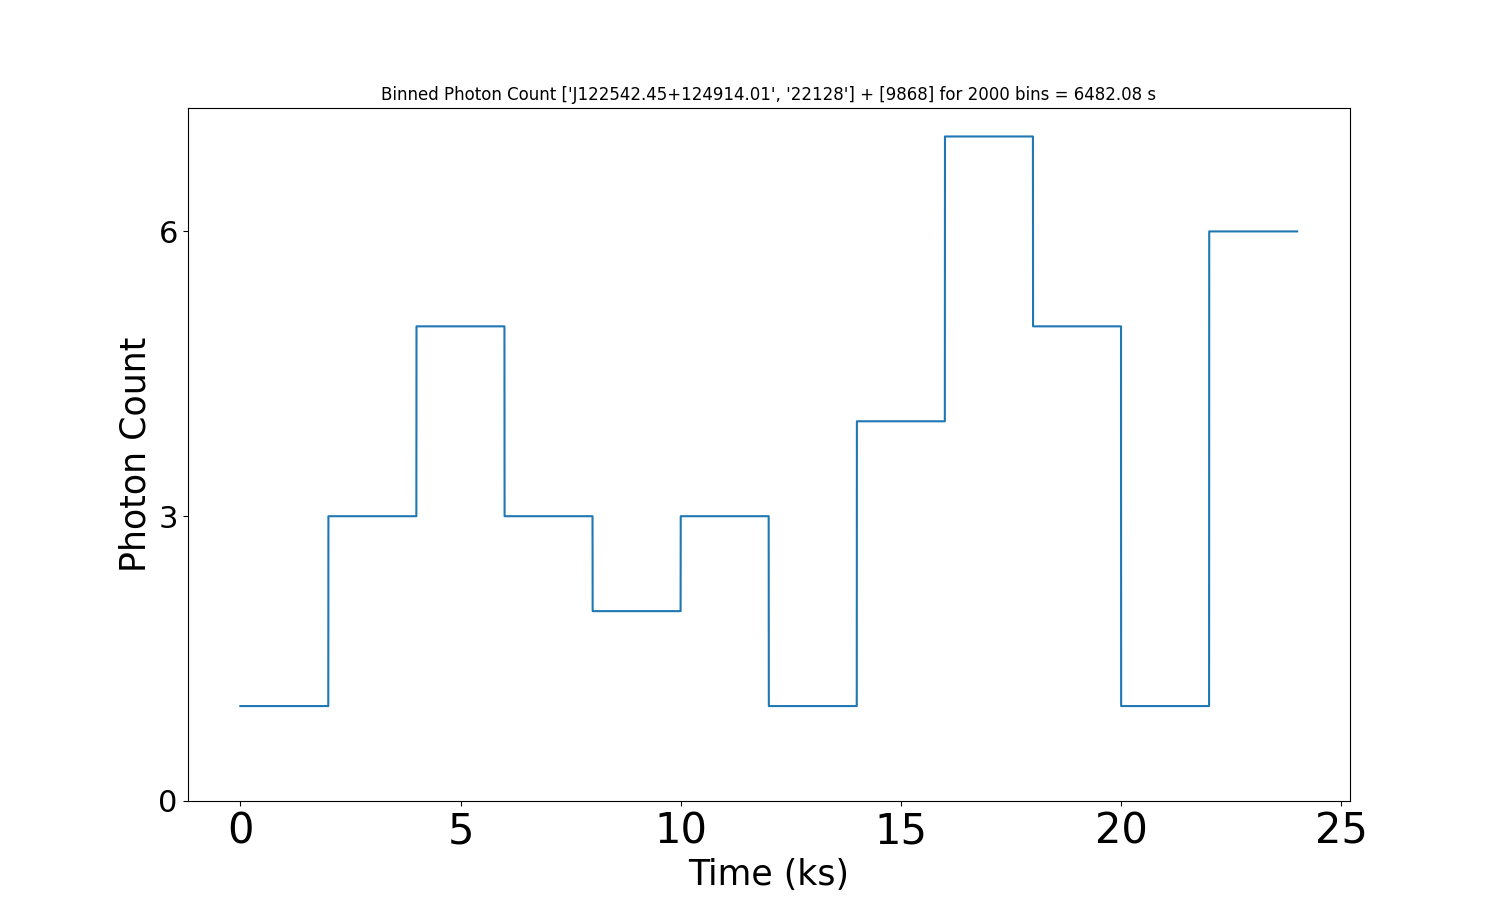 Binned Photon Count ['J122542.45+124914.01', '22128'] + [9868] for 2000 bins = 6482.08 s
Photon Count
6
3
0
0 5 10 15 20 25
Time (ks)